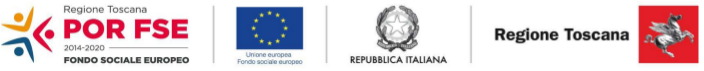 Regione Toscana
POR FSE
2014-2020
FONDO SOCIALE EUROPEO
Unione europea
Fondo sociale europeo
REPUBBLICA ITALIANA
Regione Toscana